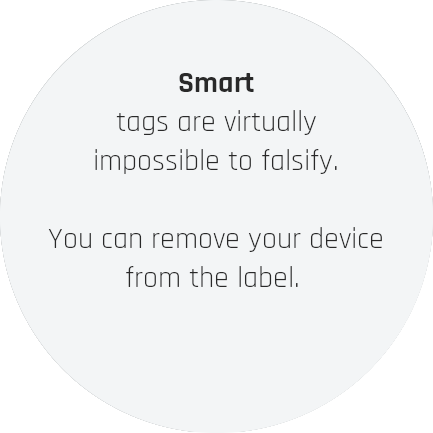 Smart
tags are virtually
impossible to falsify.
You can remove your device
from the label.